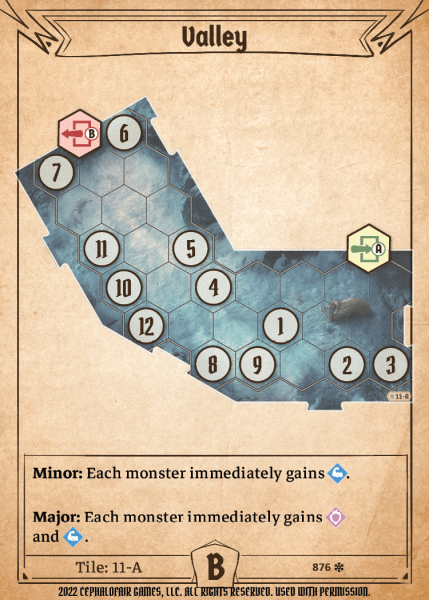 Valley
B
6
7
A
11
5
10
4
12
1
8
9
2
3
11-A
Minor: Each monster immediately gains .
Major: Each monster immediately gains
and .
Tile: 11-A
B
876
2022 CEPHALOFAIR GAMES, LLC. ALL RIGHTS RESERVED. USED WITH PERMISSION.